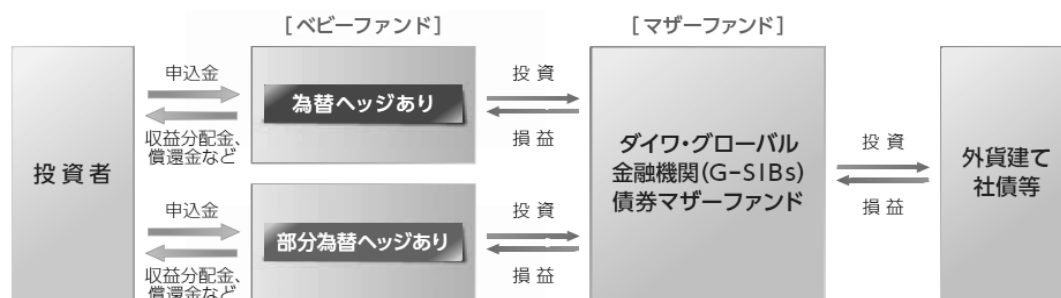 [ベビーファンド]
[マザーファンド]
投資者
申込金
収益分配金、
償還金など
為替ヘッジあり
投資
損益
申込金
収益分配金、
償還金など
部分為替ヘッジあり
投資
損益
ダイワ・グローバル
金融機関(G-SIBs)
債券マザーファンド
投資
損益
外貨建て
社債等